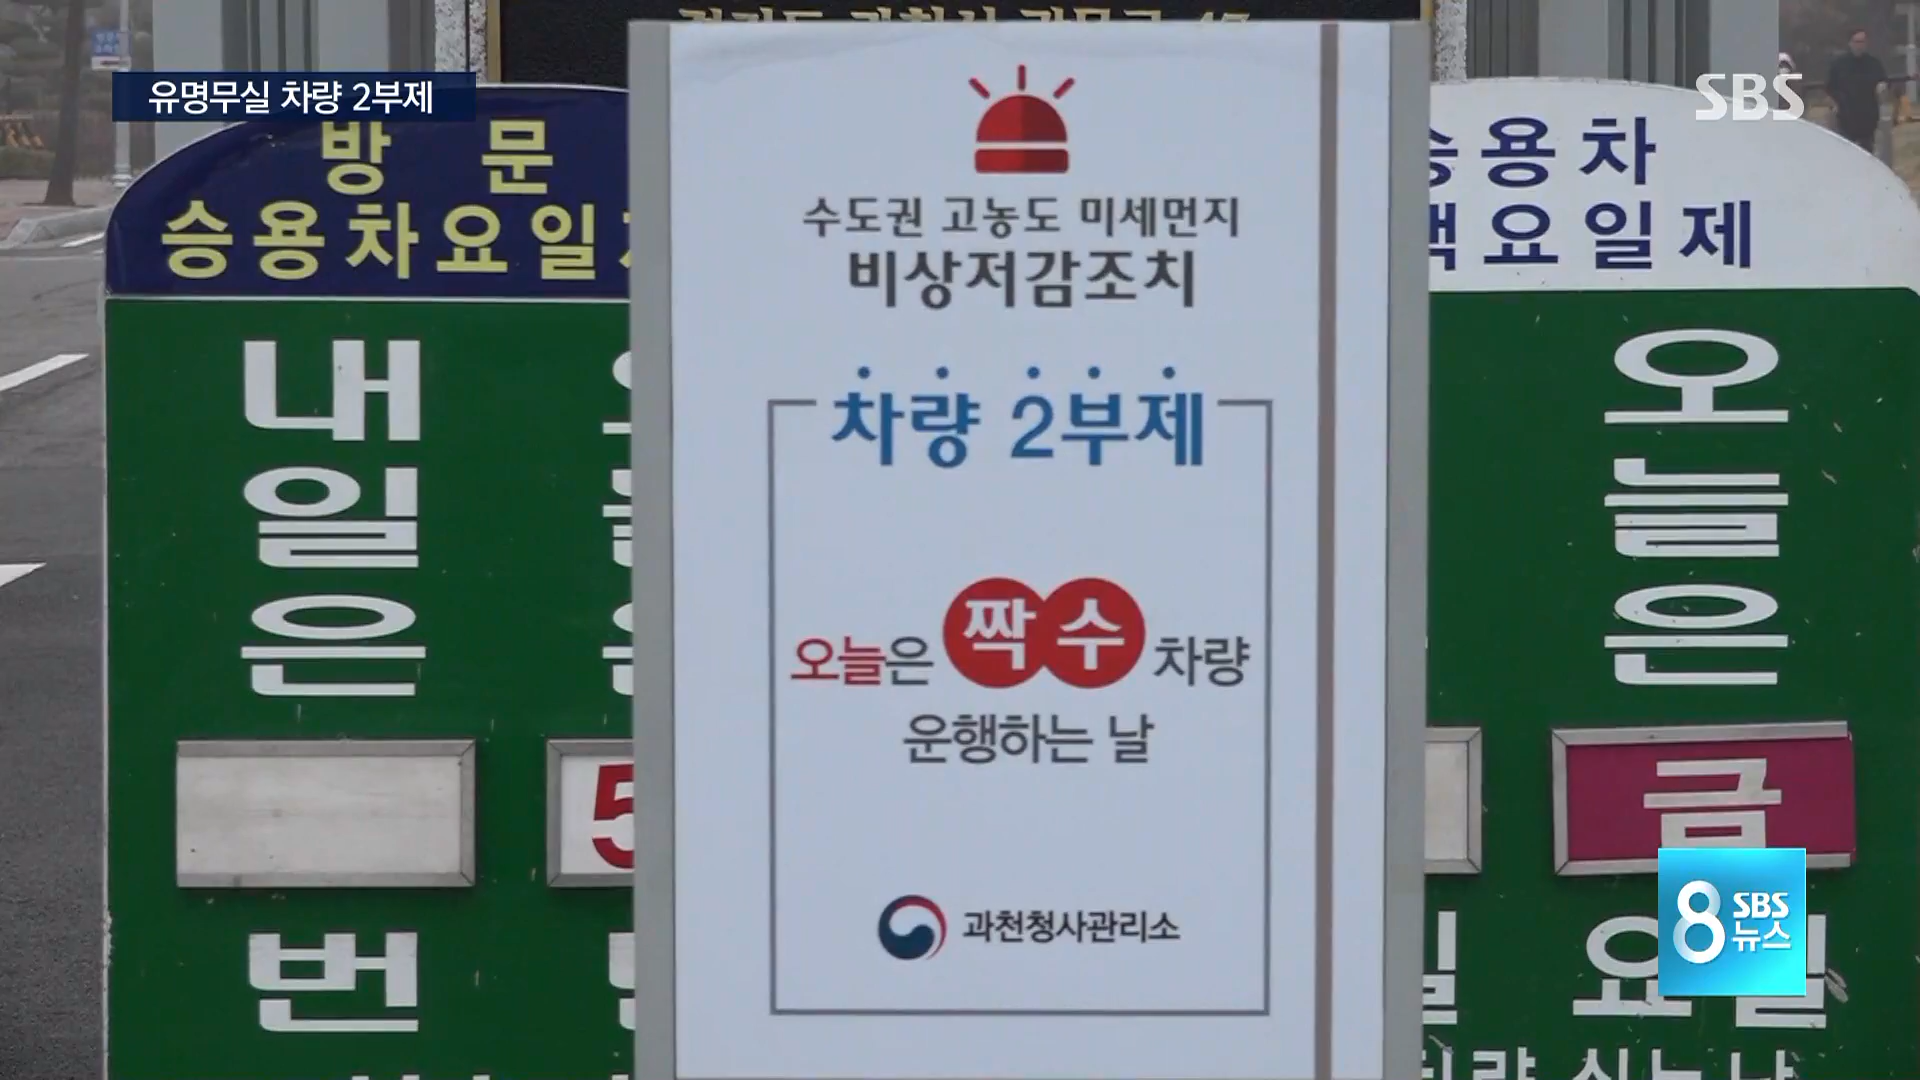 유명무실 차량 2부제
SBS
방 문
승용차요일
내
일
은
번
5
수도권 고농도 미세먼지
비상저감조치
차량 2부제
오늘은 짝수 차량
운행하는 날
과천청사관리소
승용차
요일제
오
늘
은
금
요일
8 SBS
뉴스